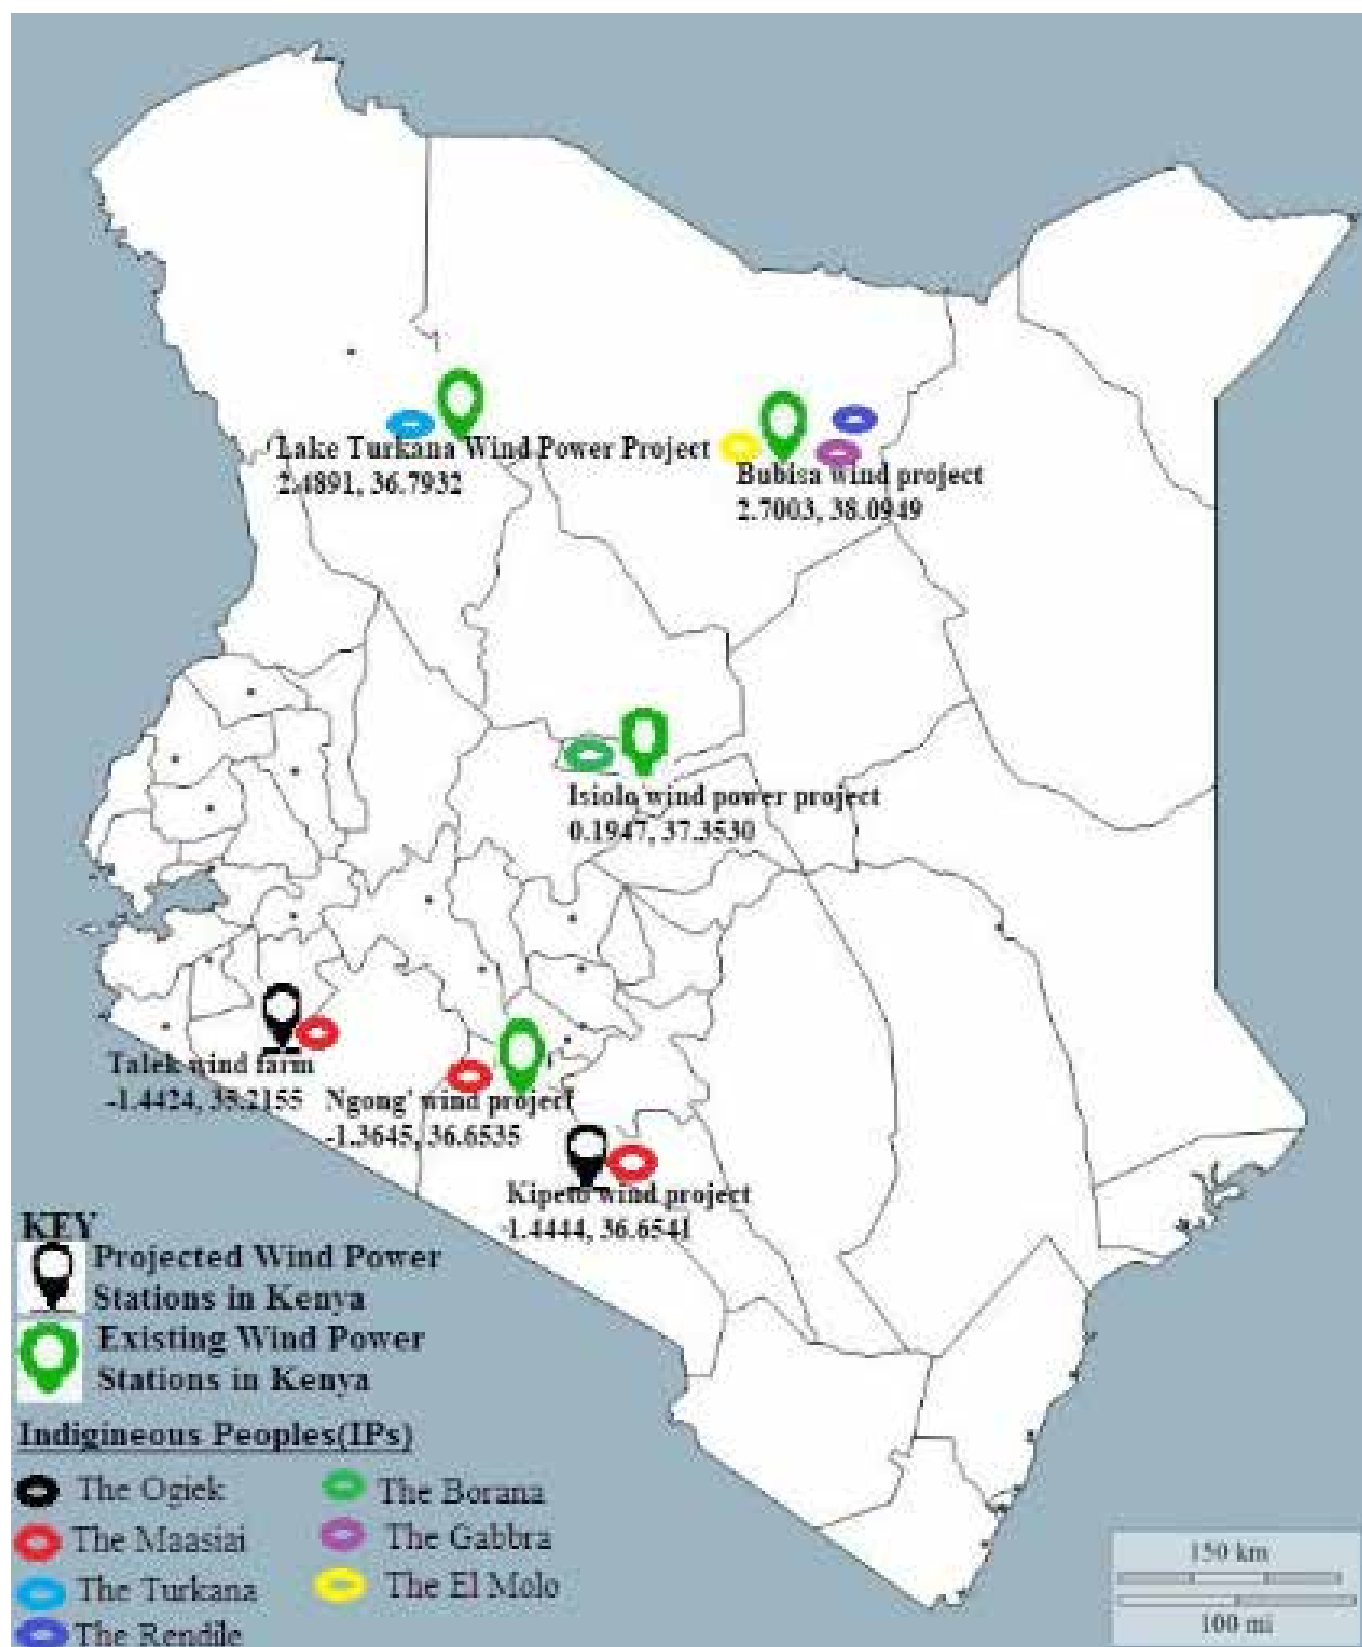 Lake Turkana Wind Power Project
2.4891, 36.7932
Bubisa wind project
2.7003, 38.0949
Isiolo wind power project
0.1947, 37.3530
Talek wind farm
-1.4424, 35.2155
Ngong' wind project
-1.3645, 36.6535
Kipeto wind project
-1.4444, 36.6541
KEY
Projected Wind Power
Stations in Kenya
Existing Wind Power
Stations in Kenya
Indigineous Peoples(IPs)
The Ogiek
The Borana
The Maasiai
The Gabbra
The Turkana
The El Molo
The Rendile
150 km
100 mi